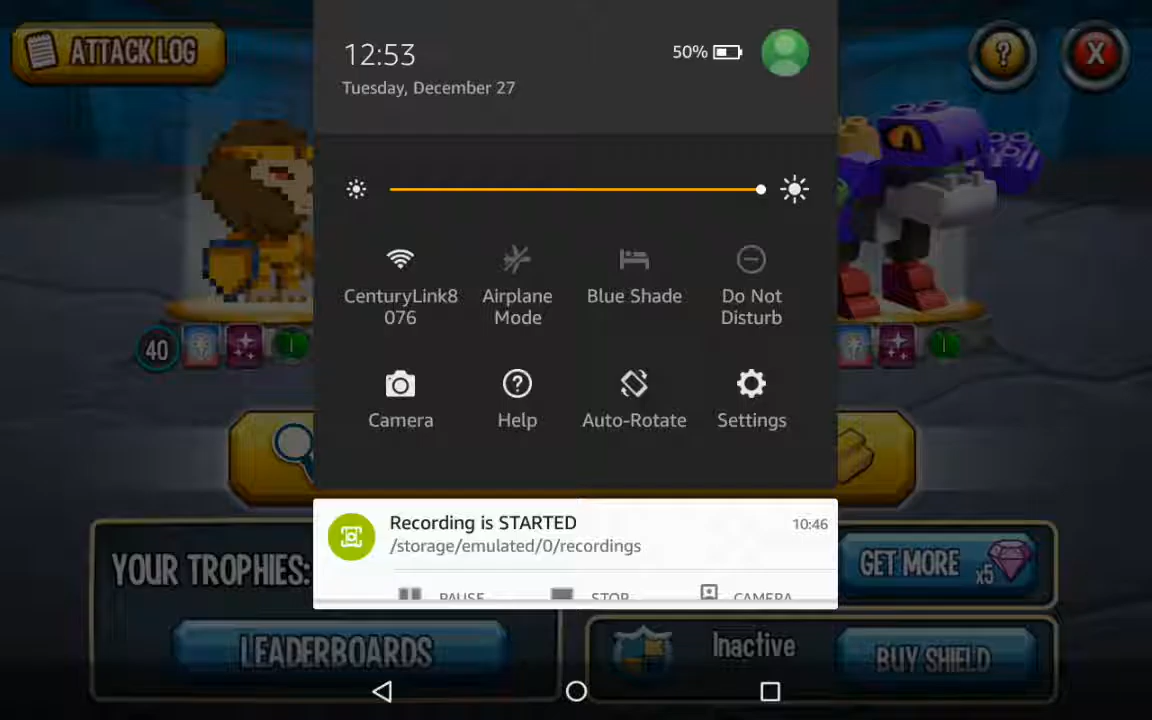 ATTACK LOG
12:53
50%
Tuesday, December 27
?
X
CenturyLink8
076
Airplane
Mode
Blue Shade
Do Not
Disturb
40
Camera
Help
Auto-Rotate
Settings
Recording is STARTED
10:46
/storage/emulated/0/recordings
PAUSE
STOP
CAMERA
YOUR TROPHIES:
GET MORE x5
LEADERBOARDS
Inactive
BUY SHIELD